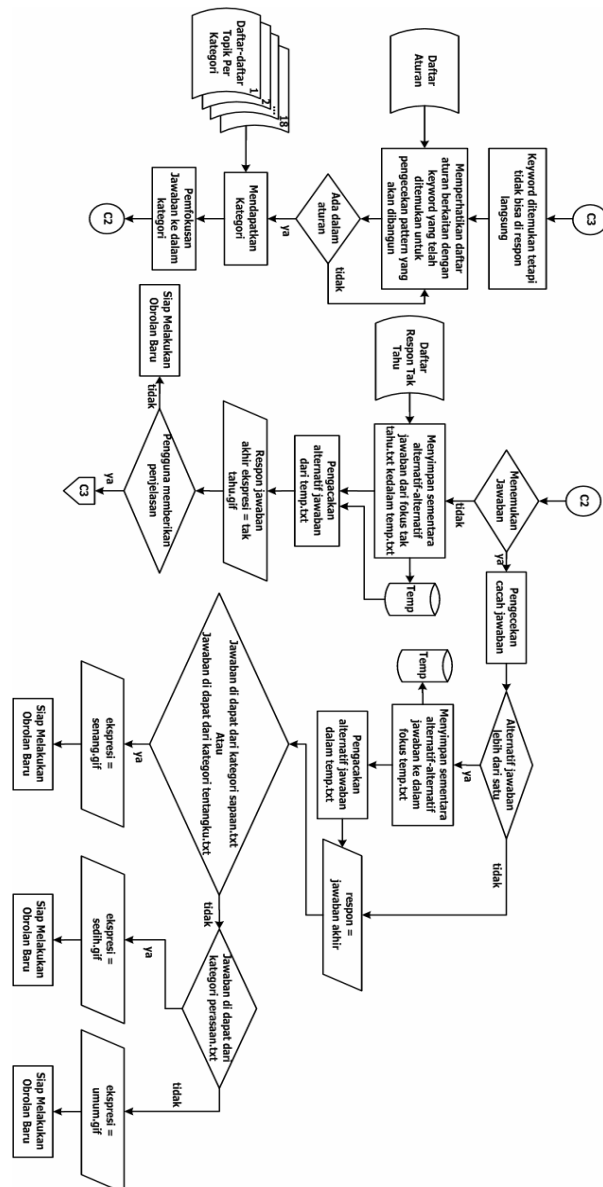 C3
Keyword ditemukan tetapi
tidak bisa di respon
langsung
Daftar
Aturan
Memperhatikan daftar
aturan berkaitan dengan
keyword yang telah
ditemukan untuk
pengecekan pattern yang
akan dibangun
Ada dalam
aturan
tidak
ya
Daftar-daftar
Topik Per
Kategori
1
2
...
18
Mendapatkan
Kategori
Pemfokusan
Jawaban ke dalam
kategori
C2
C2
Menemukan
Jawaban
tidak
ya
Daftar
Respon Tak
Tahu
Menyimpan sementara
alternatif-alternatif
jawaban dari fokus tak
tahu.txt kedalam temp.txt
Temp
Pengacakan
alternatif jawaban
dari temp.txt
Respon jawaban
akhir ekspresi = tak
tahu.gif
Pengguna memberikan
penjelasan
tidak
ya
Siap Melakukan
Obrolan Baru
C3
Pengecekan
cacah jawaban
Alternatif jawaban
lebih dari satu
ya
tidak
Menyimpan sementara
alternatif-alternatif
jawaban ke dalam
fokus temp.txt
Temp
Pengacakan
alternatif jawaban
dalam temp.txt
respon =
jawaban akhir
Jawaban di dapat dari kategori sapaan.txt
Atau
Jawaban di dapat dari kategori tentangku.txt
ya
tidak
ekspresi =
senang.gif
Siap Melakukan
Obrolan Baru
Jawaban di dapat dari
kategori perasaan.txt
ya
tidak
ekspresi =
sedih.gif
Siap Melakukan
Obrolan Baru
ekspresi =
umum.gif
Siap Melakukan
Obrolan Baru